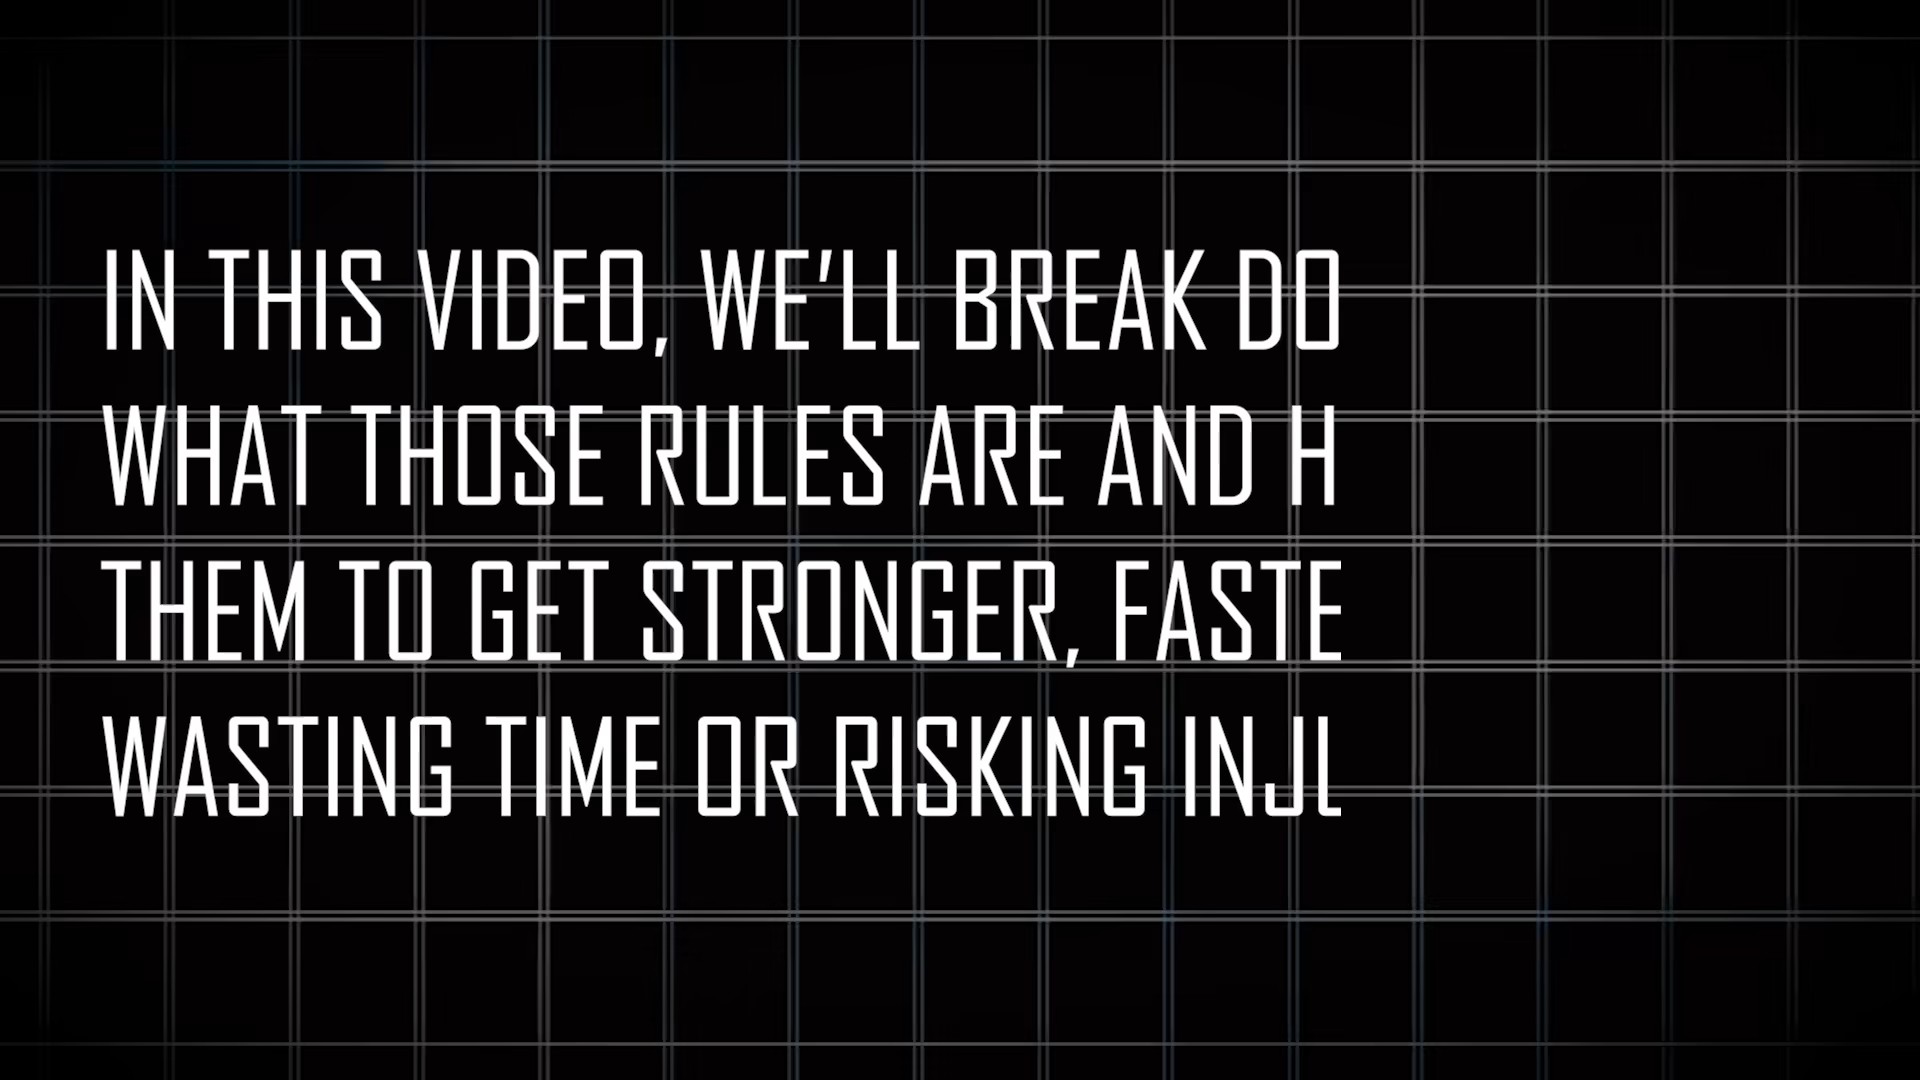 IN THIS VIDEO, WE’LL BREAK DO
WHAT THOSE RULES ARE AND H
THEM TO GET STRONGER, FASTE
WASTING TIME OR RISKING INJ